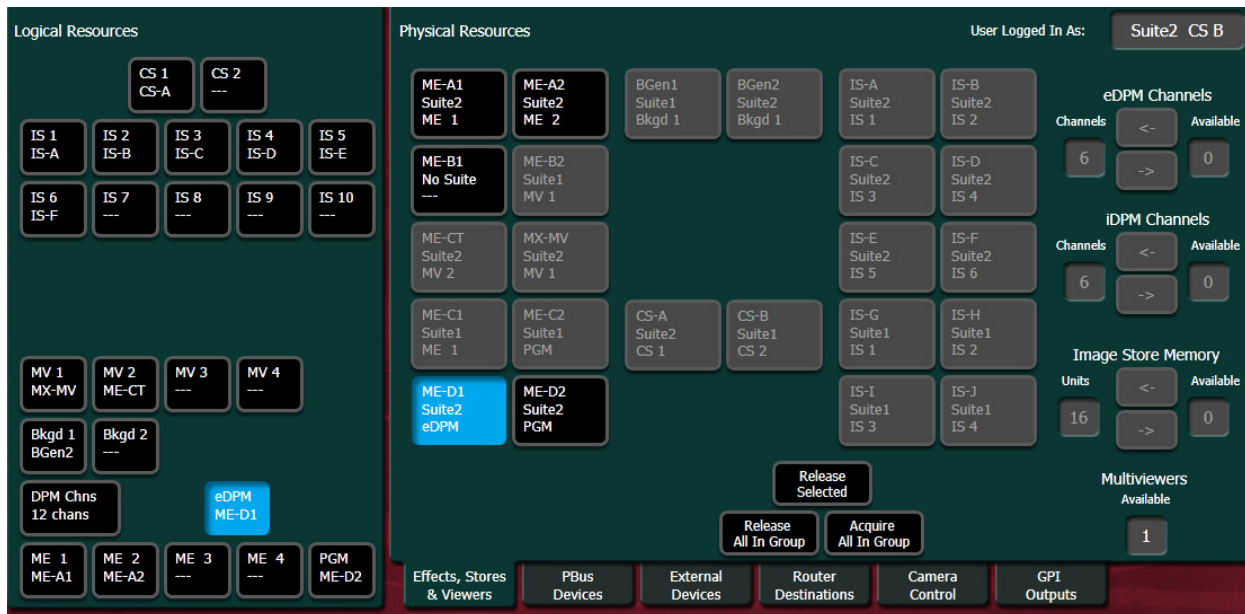 Logical Resources
CS 1
CS-A
CS 2
---
IS 1
IS-A
IS 2
IS-B
IS 3
IS-C
IS 4
IS-D
IS 5
IS-E
IS 6
IS-F
IS 7
---
IS 8
---
IS 9
---
IS 10
---
MV 1
MX-MV
MV 2
ME-CT
MV 3
---
MV 4
---
Bkgd 1
BGen2
Bkgd 2
---
DPM Chns
12 chans
eDPM
ME-D1
ME 1
ME-A1
ME 2
ME-A2
ME 3
---
ME 4
---
PGM
ME-D2
Physical Resources
User Logged In As:
Suite2 CS B
ME-A1
Suite2
ME 1
ME-A2
Suite2
ME 2
BGen1
Suite1
Bkgd 1
BGen2
Suite2
Bkgd 1
IS-A
Suite2
IS 1
IS-B
Suite2
IS 2
ME-B1
No Suite
---
ME-B2
Suite1
MV 1
IS-C
Suite2
IS 3
IS-D
Suite2
IS 4
ME-CT
Suite2
MV 2
MX-MV
Suite2
MV 1
IS-E
Suite2
IS 5
IS-F
Suite2
IS 6
ME-C1
Suite1
ME 1
ME-C2
Suite1
PGM
CS-A
Suite2
CS 1
CS-B
Suite1
CS 2
IS-G
Suite1
IS 1
IS-H
Suite1
IS 2
ME-D1
Suite2
eDPM
ME-D2
Suite2
PGM
IS-I
Suite1
IS 3
IS-J
Suite1
IS 4
eDPM Channels
Channels
<-
Available
6
->
0
iDPM Channels
Channels
<-
Available
6
->
0
Image Store Memory
Units
<-
Available
16
->
0
Multiviewers
Available
1
Release
Selected
Release
All In Group
Acquire
All In Group
Effects, Stores
& Viewers
PBus
Devices
External
Devices
Router
Destinations
Camera
Control
GPI
Outputs